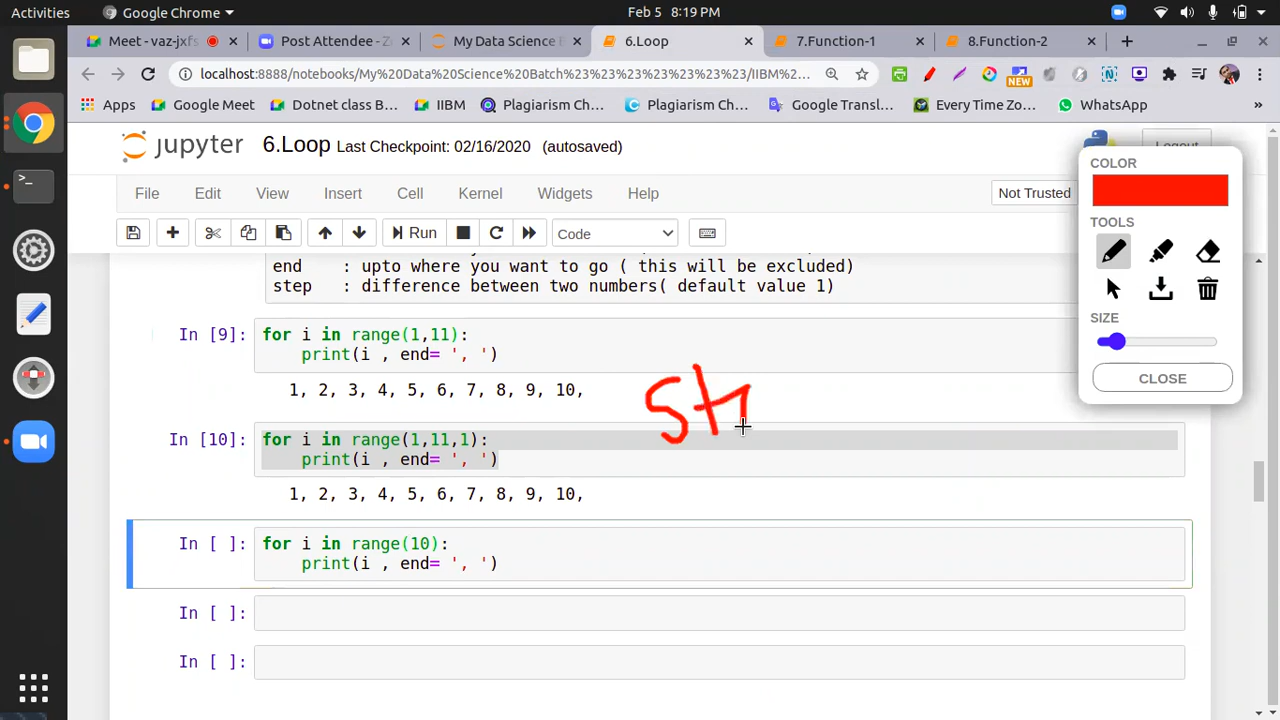 Activities
Google Chrome
Feb 5 8:19 PM
Meet - vaz-jxfs
Post Attendee - Z
My Data Science B
6.Loop
7.Function-1
8.Function-2
localhost:8888/notebooks/My%20Data%20Science%20Batch%23%23%23%23%23%23%23/IIBM%2...
NEW
Apps
Google Meet
Dotnet class B...
IIBM
Plagiarism Ch...
Plagiarism Ch...
Google Transl...
Every Time Zo...
WhatsApp
»
jupyter 6.Loop Last Checkpoint: 02/16/2020 (autosaved)
File Edit View Insert Cell Kernel Widgets Help
Not Trusted
Run
Code
end : upto where you want to go ( this will be excluded)
step : difference between two numbers( default value 1)
In [9]: for i in range(1,11):
print(i , end= ', ')
1, 2, 3, 4, 5, 6, 7, 8, 9, 10,
In [10]: for i in range(1,11,1):
print(i , end= ', ')
1, 2, 3, 4, 5, 6, 7, 8, 9, 10,
In [ ]: for i in range(10):
print(i , end= ', ')
In [ ]:
In [ ]:
COLOR
TOOLS
SIZE
CLOSE